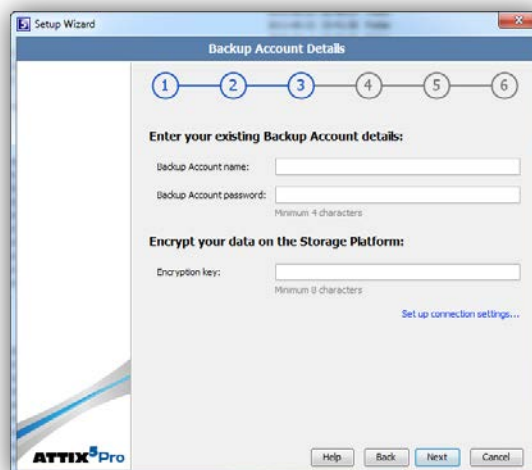 Setup Wizard
Backup Account Details
1 2 3 4 5 6
Enter your existing Backup Account details:
Backup Account name:
Backup Account password:
Minimum 4 characters
Encrypt your data on the Storage Platform:
Encryption key:
Minimum 8 characters
Set up connection settings...
ATTIX5Pro
Help Back Next Cancel